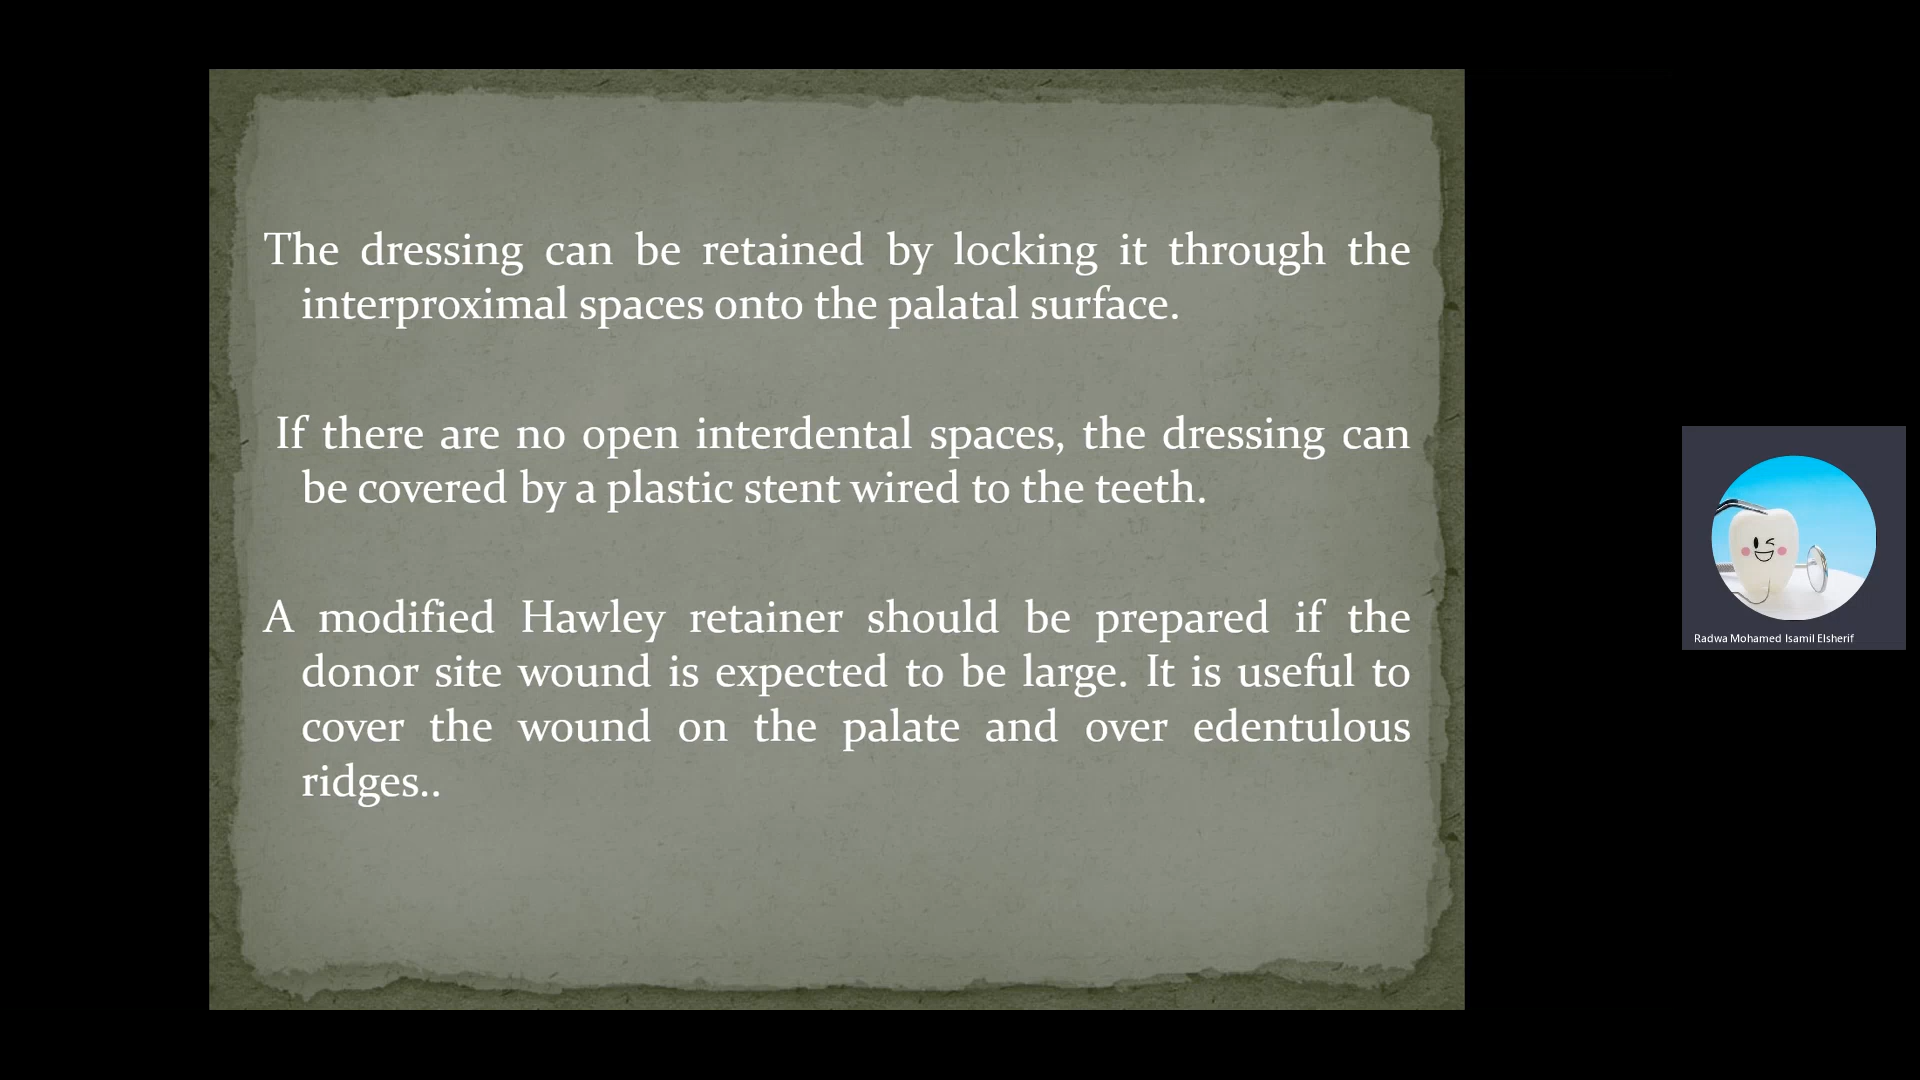 The dressing can be retained by locking it through the
interproximal spaces onto the palatal surface.
If there are no open interdental spaces, the dressing can
be covered by a plastic stent wired to the teeth.
A modified Hawley retainer should be prepared if the
donor site wound is expected to be large. It is useful to
cover the wound on the palate and over edentulous
ridges..
Radwa Mohamed Isamil Elsherif